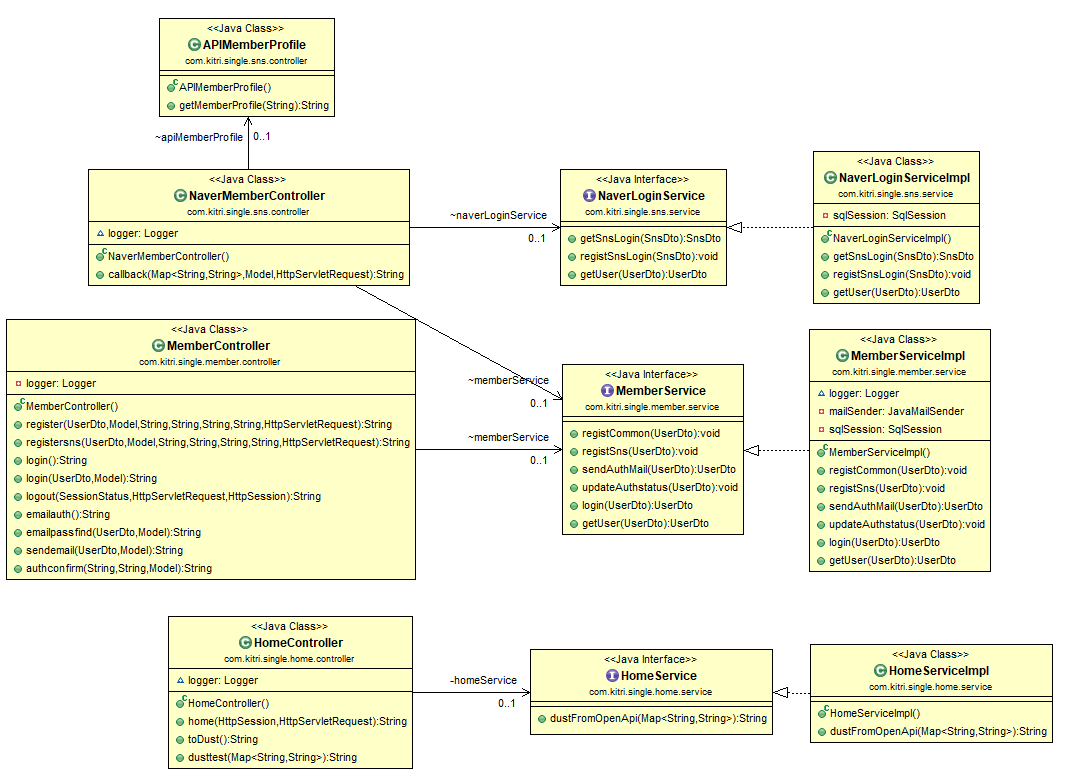 <<Java Class>>
APIMemberProfile
com.kitri.single.sns.controller
APIMemberProfile()
getMemberProfile(String):String
~apiMemberProfile
0..1
<<Java Class>>
NaverMemberController
com.kitri.single.sns.controller
logger: Logger
NaverMemberController()
callback(Map<String,String>,Model,HttpServletRequest):String
~naverLoginService
0..1
<<Java Interface>>
NaverLoginService
com.kitri.single.sns.service
getSnsLogin(SnsDto):SnsDto
registSnsLogin(SnsDto):void
getUser(UserDto):UserDto
<<Java Class>>
NaverLoginServiceImpl
com.kitri.single.sns.service
sqlSession: SqlSession
NaverLoginServiceImpl()
getSnsLogin(SnsDto):SnsDto
registSnsLogin(SnsDto):void
getUser(UserDto):UserDto
<<Java Class>>
MemberController
com.kitri.single.member.controller
logger: Logger
MemberController()
register(UserDto,Model,String,String,String,String,HttpServletRequest):String
registersns(UserDto,Model,String,String,String,String,HttpServletRequest):String
login():String
login(UserDto,Model):String
logout(SessionStatus,HttpServletRequest,HttpSession):String
emailauth():String
emailpassfind(UserDto,Model):String
sendemail(UserDto,Model):String
authconfirm(String,String,Model):String
~memberService
0..1
~memberService
0..1
<<Java Interface>>
MemberService
com.kitri.single.member.service
registCommon(UserDto):void
registSns(UserDto):void
sendAuthMail(UserDto):UserDto
updateAuthstatus(UserDto):void
login(UserDto):UserDto
getUser(UserDto):UserDto
<<Java Class>>
MemberServiceImpl
com.kitri.single.member.service
logger: Logger
mailSender: JavaMailSender
sqlSession: SqlSession
MemberServiceImpl()
registCommon(UserDto):void
registSns(UserDto):void
sendAuthMail(UserDto):UserDto
updateAuthstatus(UserDto):void
login(UserDto):UserDto
getUser(UserDto):UserDto
<<Java Class>>
HomeController
com.kitri.single.home.controller
logger: Logger
HomeController()
home(HttpSession,HttpServletRequest):String
toDust():String
dusttest(Map<String,String>):String
-homeService
0..1
<<Java Interface>>
HomeService
com.kitri.single.home.service
dustFromOpenApi(Map<String,String>):String
<<Java Class>>
HomeServiceImpl
com.kitri.single.home.service
HomeServiceImpl()
dustFromOpenApi(Map<String,String>):String